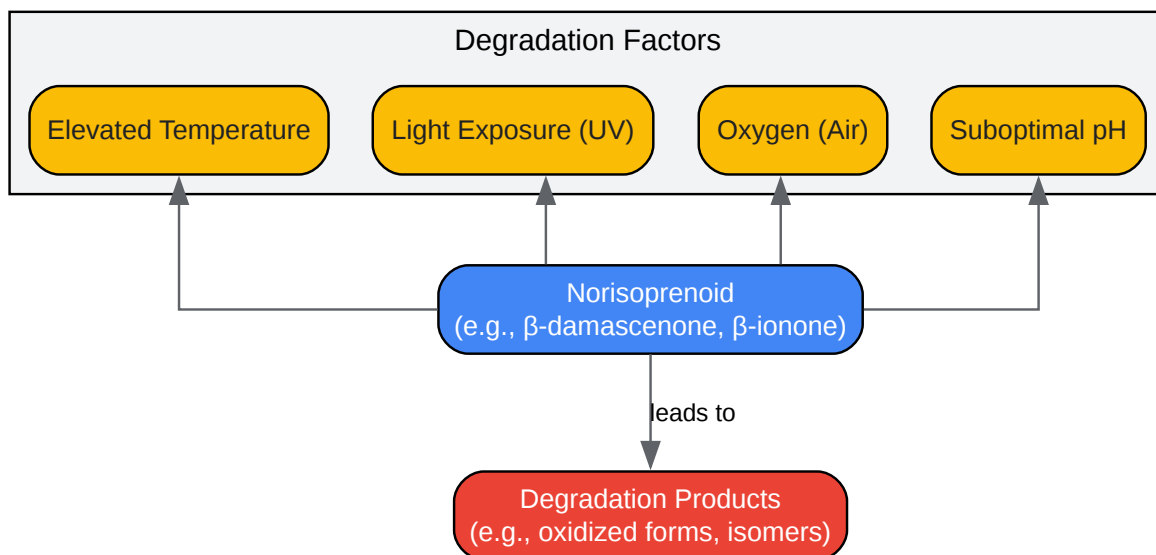 Degradation Factors
Elevated Temperature
Light Exposure (UV)
Oxygen (Air)
Suboptimal pH
Norisoprenoid
(e.g., β-damascenone, β-ionone)
leads to
Degradation Products
(e.g., oxidized forms, isomers)